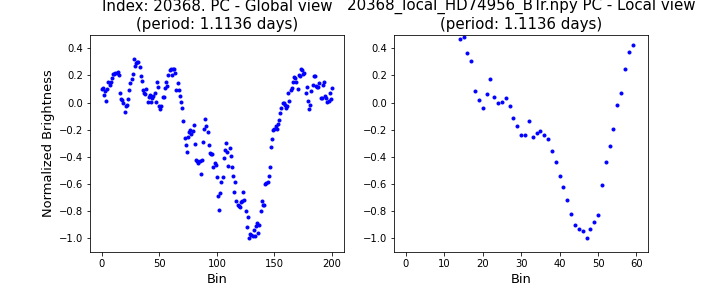 Index: 20368. PC - Global view
(period: 1.1136 days)
20368_local_HD74956_BTr.npy PC - Local view
(period: 1.1136 days)
Normalized Brightness
0.4
0.2
0.0
−0.2
−0.4
−0.6
−0.8
−1.0
0 50 100 150 200
Bin
0.4
0.2
0.0
−0.2
−0.4
−0.6
−0.8
−1.0
0 10 20 30 40 50 60
Bin